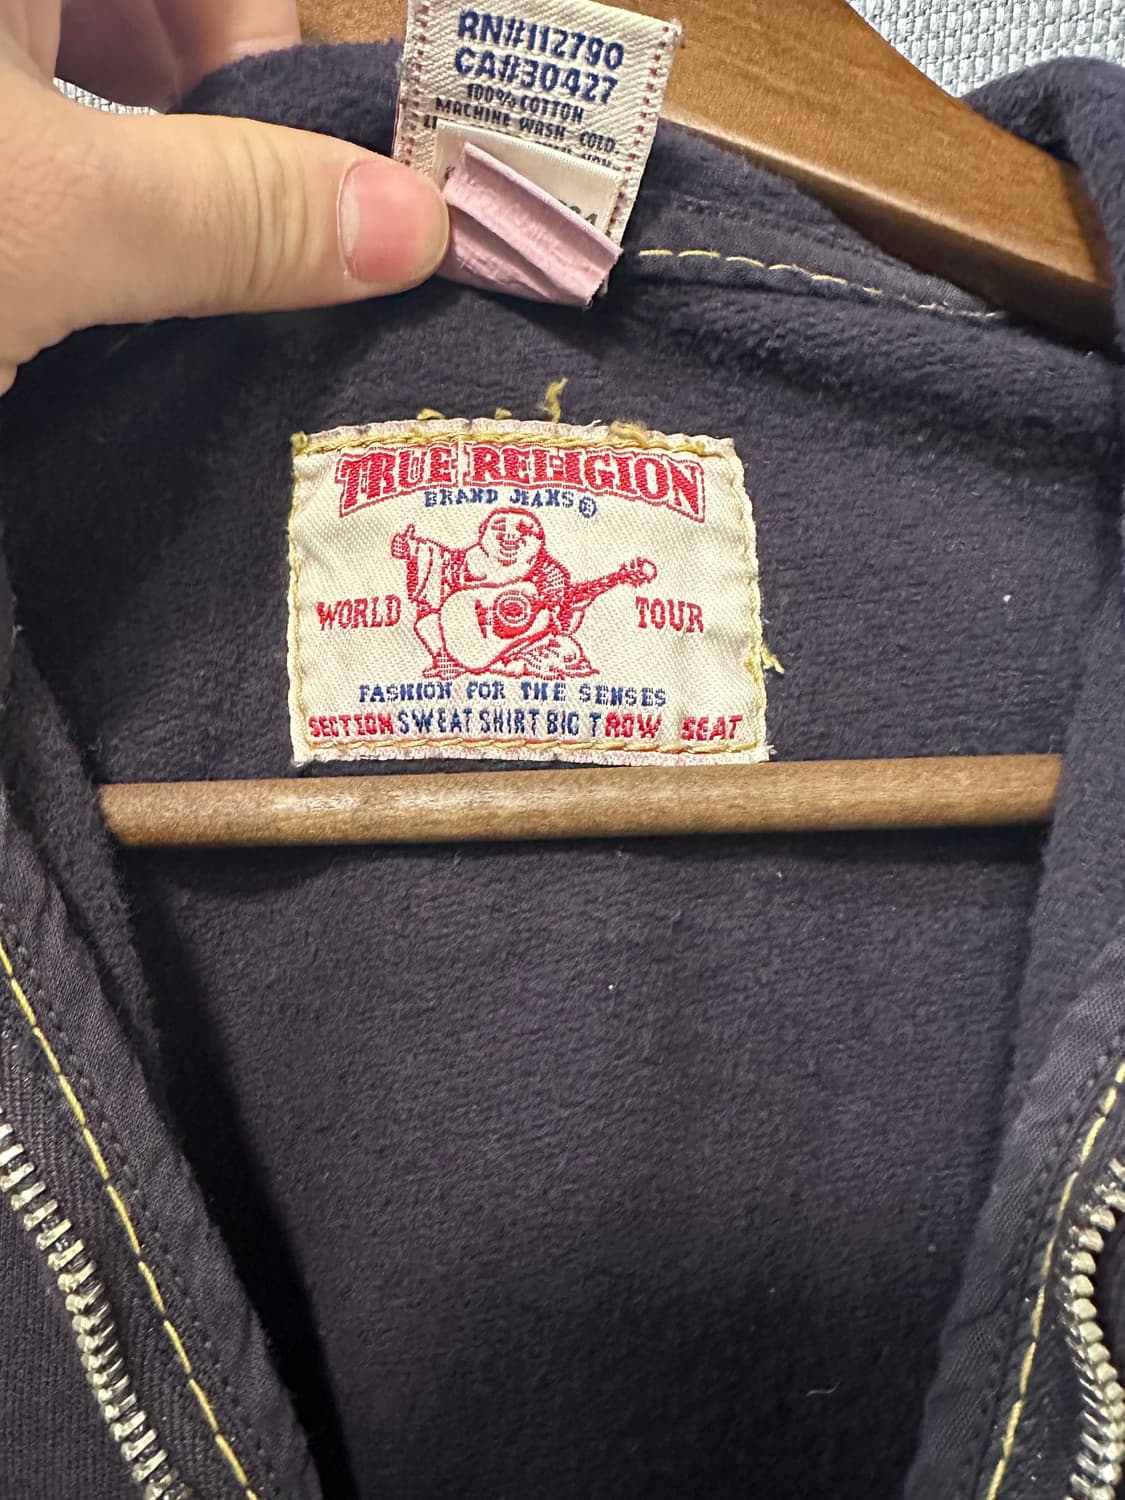 RN#112790
CA#30427
100% COTTON
MACHINE WASH COLD
TRUE RELIGION
BRAND JEANS®
WORLD TOUR
FASHION FOR THE SENSES
SECTION SWEAT SHIRT BIG T ROW SEAT